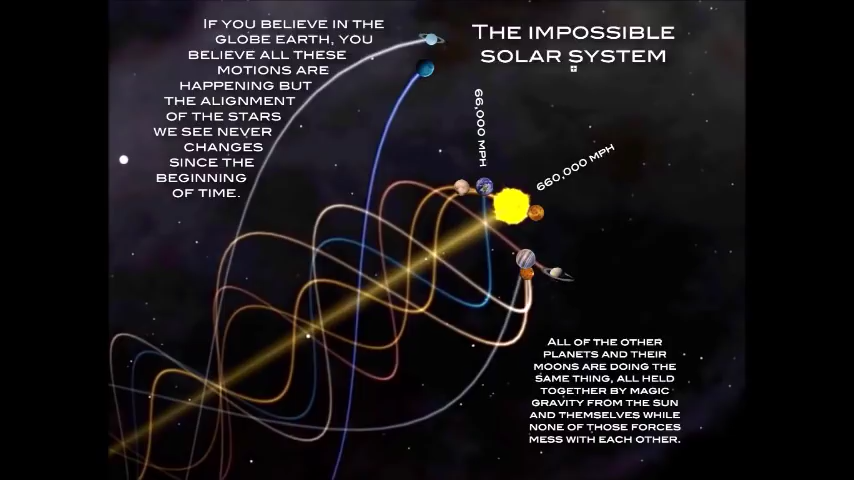 If you believe in the
globe earth, you
believe all these
motions are
happening but
the alignment
of the stars
we see never
changes
since the
beginning
of time.
The impossible
solar system
66,000 MPH
660,000 MPH
All of the other
planets and their
moons are doing the
same thing, all held
together by magic
gravity from the sun
and themselves while
none of those forces
mess with each other.